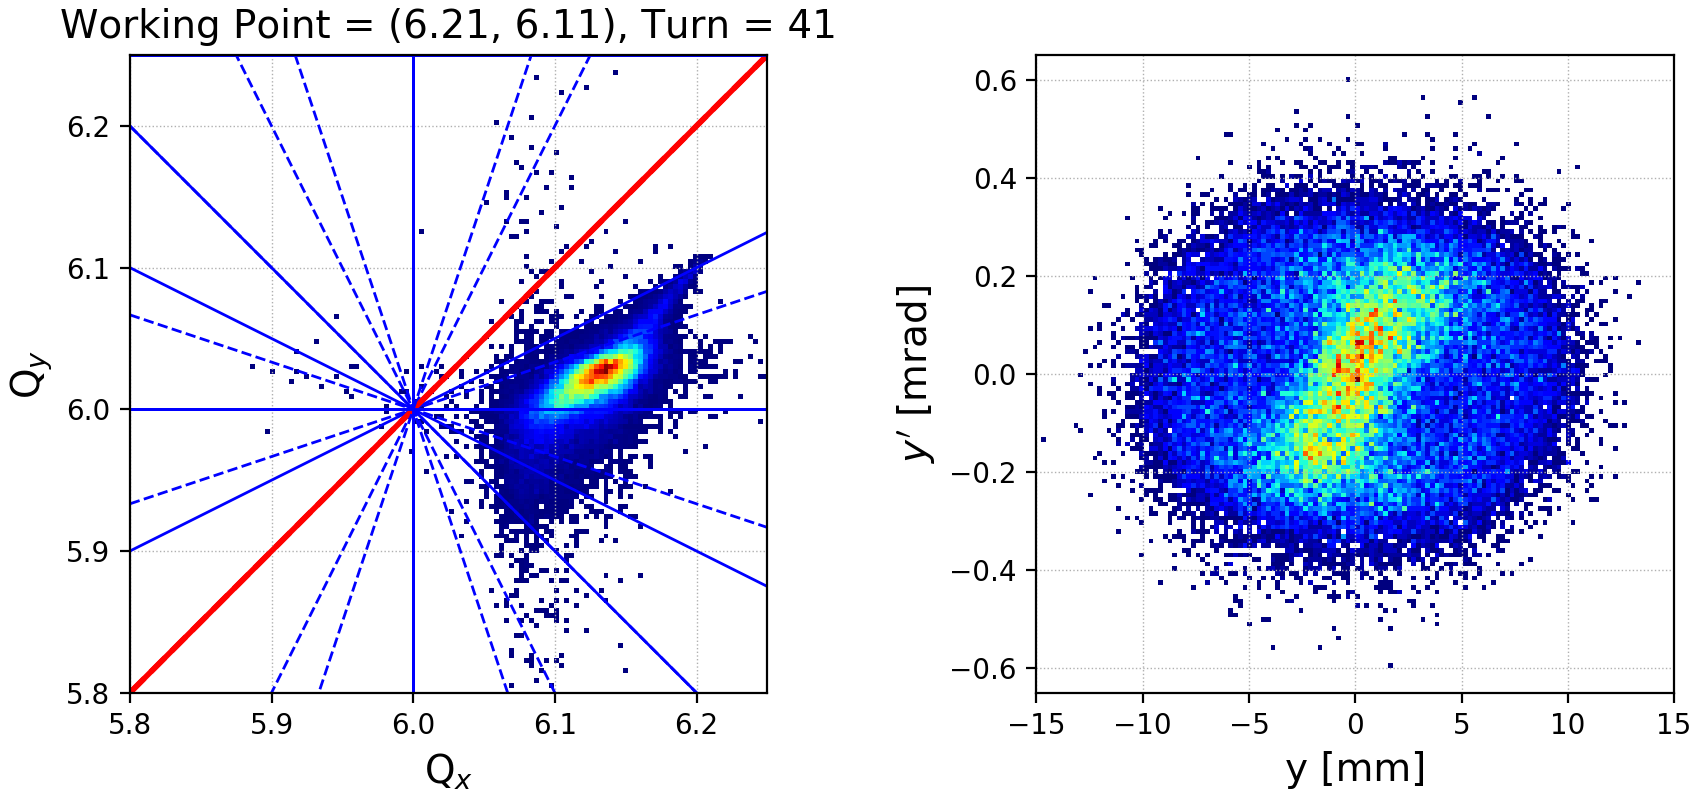 Working Point = (6.21, 6.11), Turn = 41
6.2
6.1
6.0
5.9
5.8
Q_y
5.8 5.9 6.0 6.1 6.2
Q_x
0.6
0.4
0.2
0.0
−0.2
−0.4
−0.6
y′ [mrad]
−15 −10 −5 0 5 10 15
y [mm]